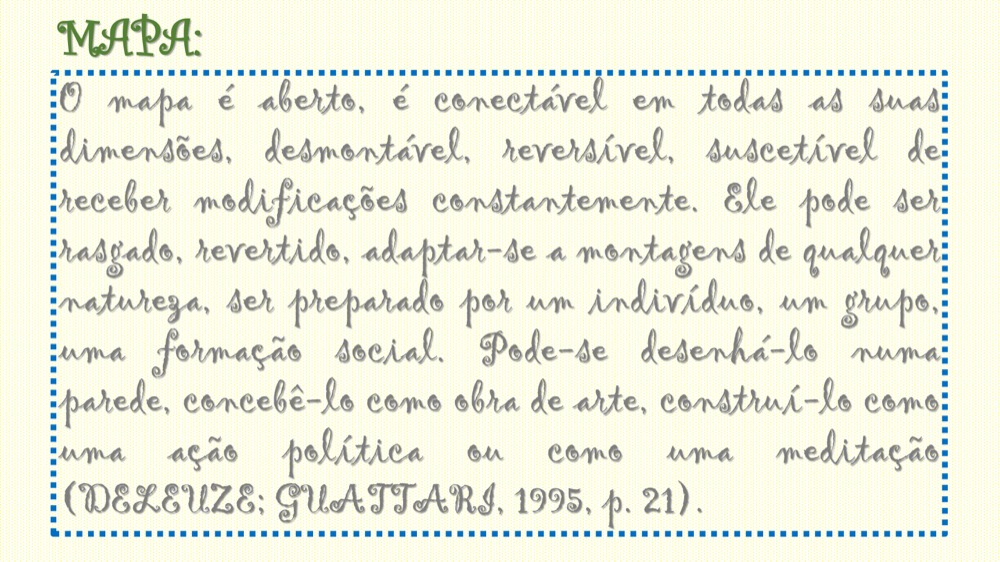 MAPA:
O mapa é aberto, é conectável em todas as suas
dimensões, desmontável, reversível, suscetível de
receber modificações constantemente. Ele pode ser
rasgado, revertido, adaptar-se a montagens de qualquer
natureza, ser preparado por um indivíduo, um grupo,
uma formação social. Pode-se desenhá-lo numa
parede, concebê-lo como obra de arte, construí-lo como
uma ação política ou como uma meditação
(DELEUZE; GUATTARI, 1995, p. 21).